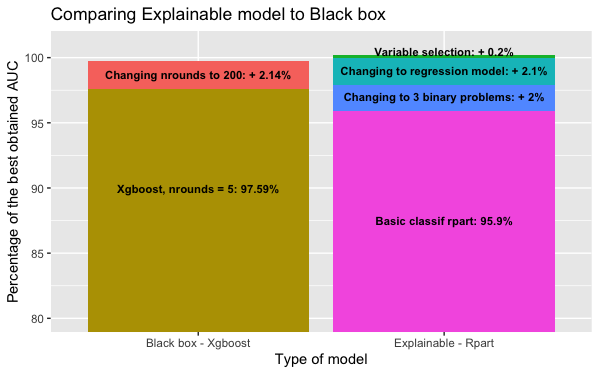 Comparing Explainable model to Black box
Percentage of the best obtained AUC
100
95
90
85
80
Changing nrounds to 200: + 2.14%
Xgboost, nrounds = 5: 97.59%
Variable selection: + 0.2%
Changing to regression model: + 2.1%
Changing to 3 binary problems: + 2%
Basic classif rpart: 95.9%
Black box - Xgboost
Explainable - Rpart
Type of model